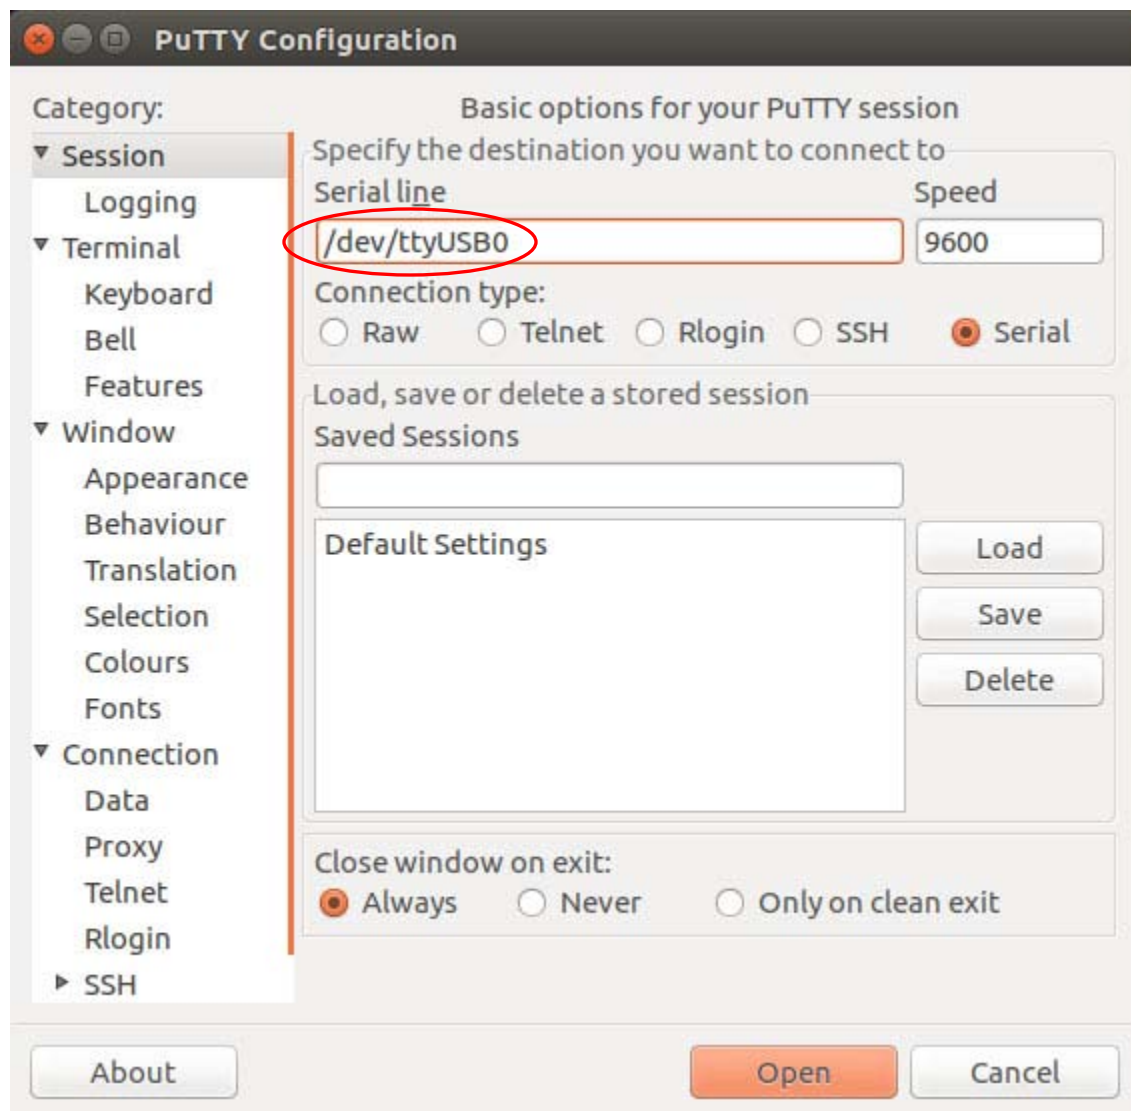 PuTTY Configuration
Category:
Session
Logging
Terminal
Keyboard
Bell
Features
Window
Appearance
Behaviour
Translation
Selection
Colours
Fonts
Connection
Data
Proxy
Telnet
Rlogin
SSH
Basic options for your PuTTY session
Specify the destination you want to connect to
Serial line Speed
/dev/ttyUSB0 9600
Connection type:
Raw Telnet Rlogin SSH Serial
Load, save or delete a stored session
Saved Sessions
Default Settings
Load
Save
Delete
Close window on exit:
Always Never Only on clean exit
About Open Cancel